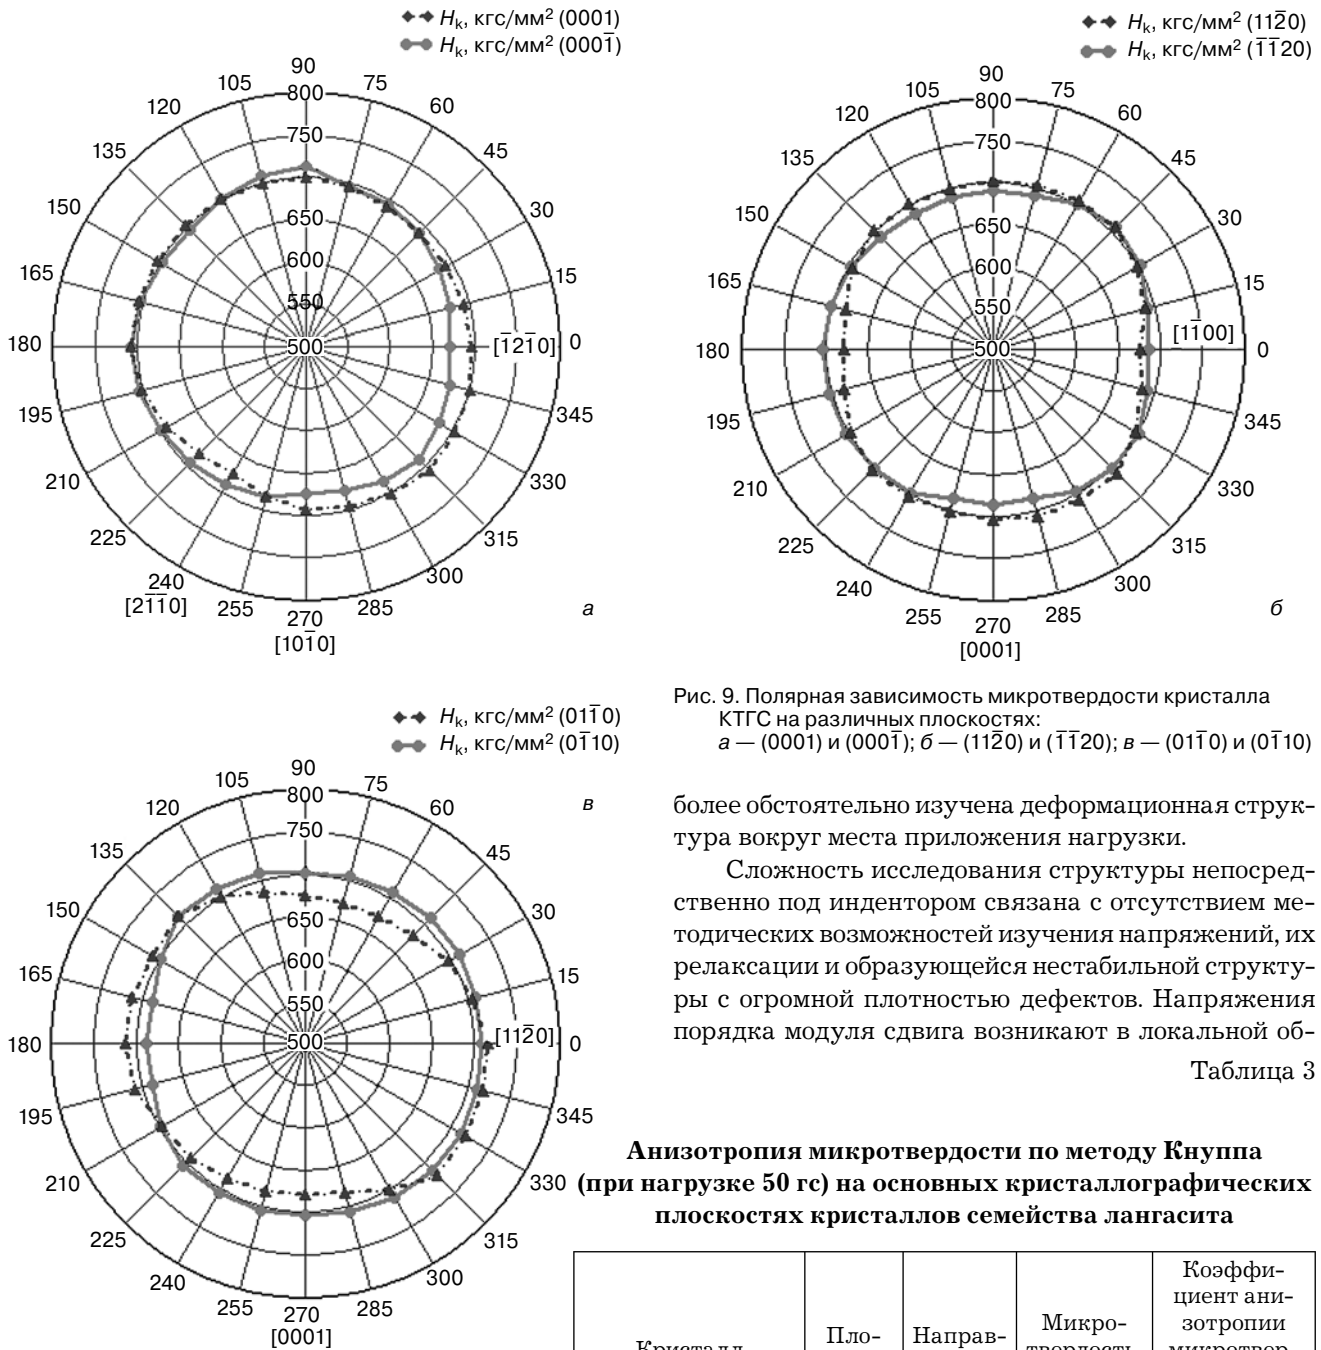 Hk, кгс/мм² (0001)
Hk, кгс/мм² (0001̅)
90
105 75
120 60
135 45
150 30
165 15
180 0
195 345
210 330
225 315
240 300
255 285
270
800
750
650
600
550
500
[1̅21̅0]
[21̅1̅0]
[101̅0]
а
Hk, кгс/мм² (112̅0)
Hk, кгс/мм² (1̅1̅20)
90
105 75
120 60
135 45
150 30
165 15
180 0
195 345
210 330
225 315
240 300
255 285
270
800
750
650
600
550
500
[11̅00]
[0001]
б
Hk, кгс/мм² (011̅0)
Hk, кгс/мм² (01̅10)
90
105 75
120 60
135 45
150 30
165 15
180 0
195 345
210 330
225 315
240 300
255 285
270
800
750
650
600
550
500
[112̅0]
[0001]
в
Рис. 9. Полярная зависимость микротвердости кристалла
КТГС на различных плоскостях:
а — (0001) и (0001̅); б — (112̅0) и (1̅1̅20); в — (011̅0) и (01̅10)
более обстоятельно изучена деформационная струк-
тура вокруг места приложения нагрузки.
Сложность исследования структуры непосред-
ственно под индентором связана с отсутствием ме-
тодических возможностей изучения напряжений, их
релаксации и образующейся нестабильной структу-
ры с огромной плотностью дефектов. Напряжения
порядка модуля сдвига возникают в локальной об-
Таблица 3
Анизотропия микротвердости по методу Кнуппа
(при нагрузке 50 гс) на основных кристаллографических
плоскостях кристаллов семейства лангасита
Кристалл
Пло-
Направ-
Микро-
твердость
Коэффи-
циент ани-
зотропии
микротвер-